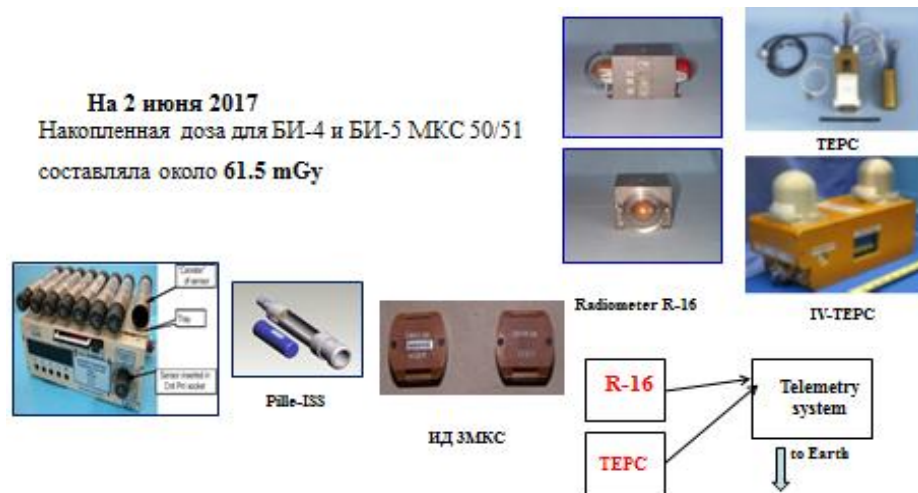 На 2 июня 2017
Накопленная доза для БИ-4 и БИ-5 МКС 50/51
составляла около 61.5 mGy
TEPC
Radiometer R-16
IV-TEPC
Tray
Pille-ISS
ИД 3МКС
R-16
TEPC
Telemetry
system
to Earth